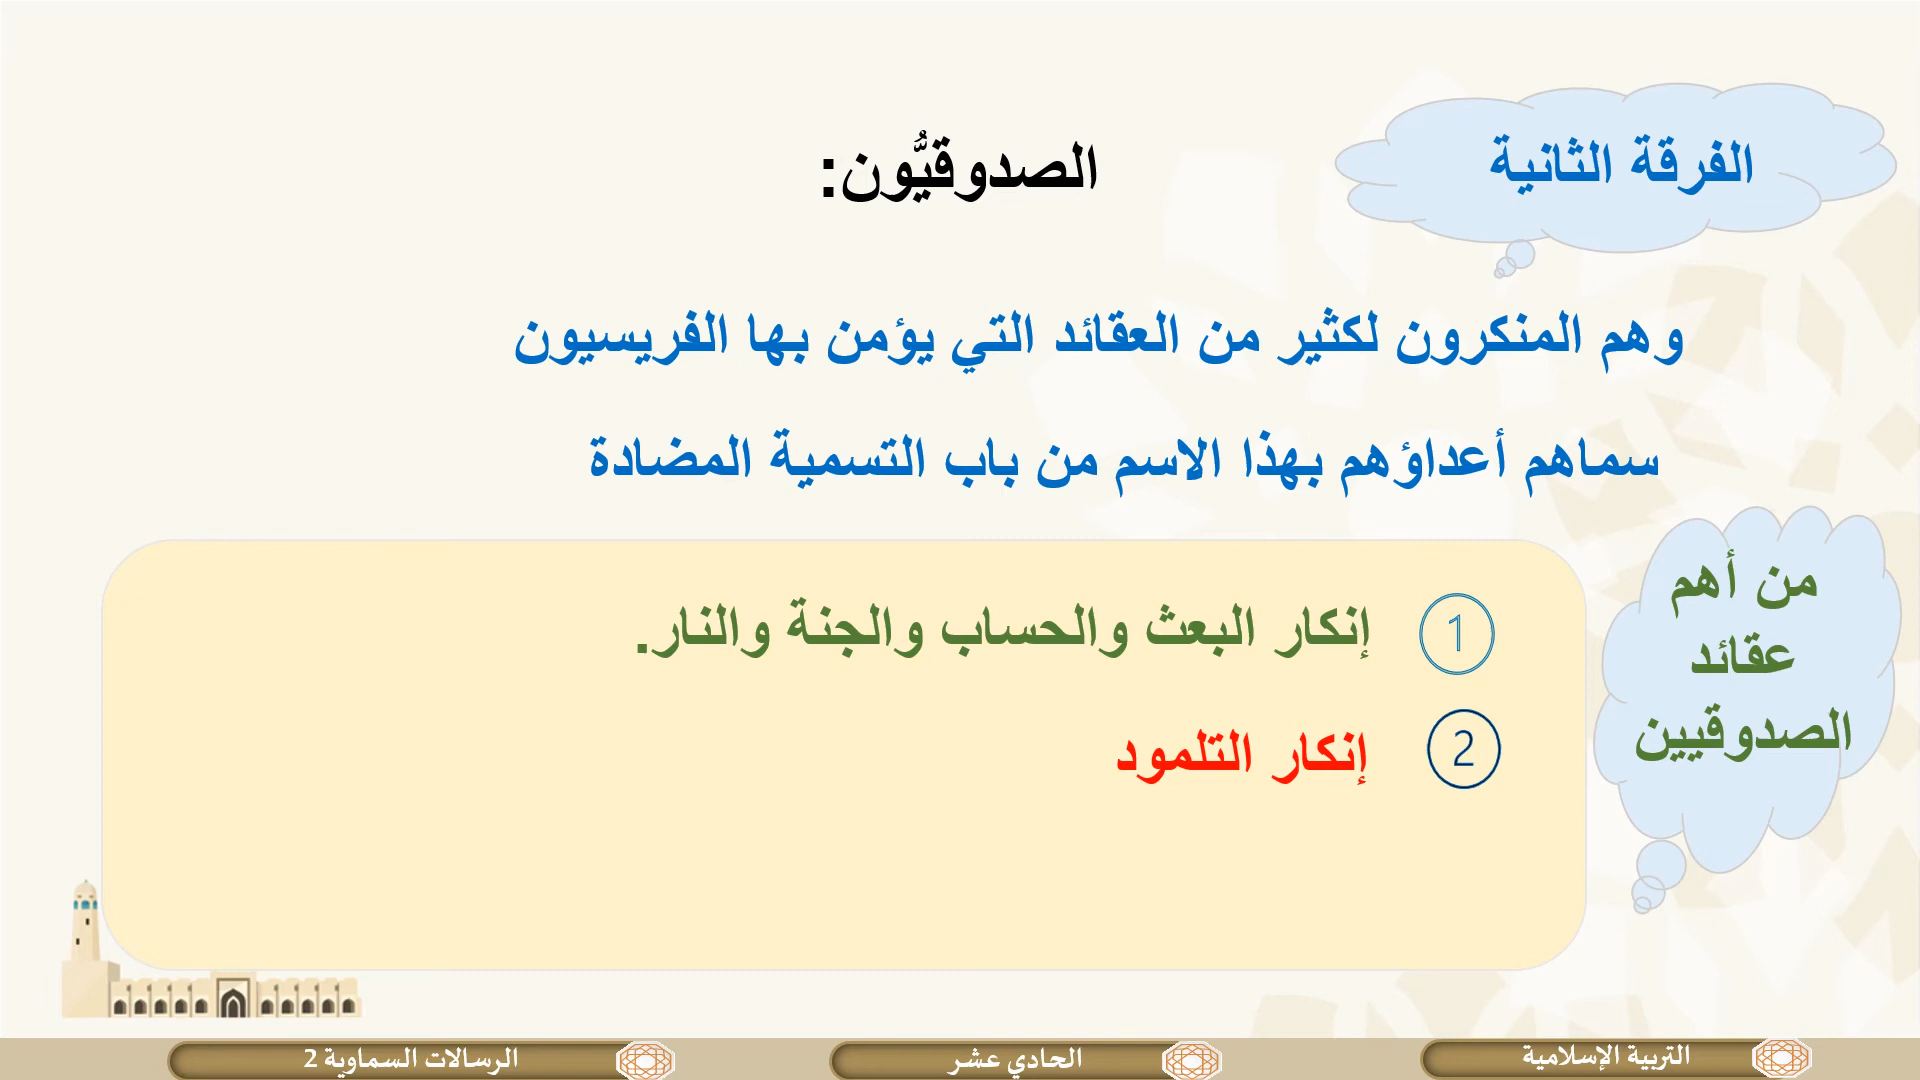 الفرقة الثانية
الصدوقيُّون:
وهم المنكرون لكثير من العقائد التي يؤمن بها الفريسيون
سماهم أعداؤهم بهذا الاسم من باب التسمية المضادة
من أهم
عقائد
الصدوقيين
1 إنكار البعث والحساب والجنة والنار.
2 إنكار التلمود
التربية الإسلامية
الحادي عشر
الرسالات السماوية 2